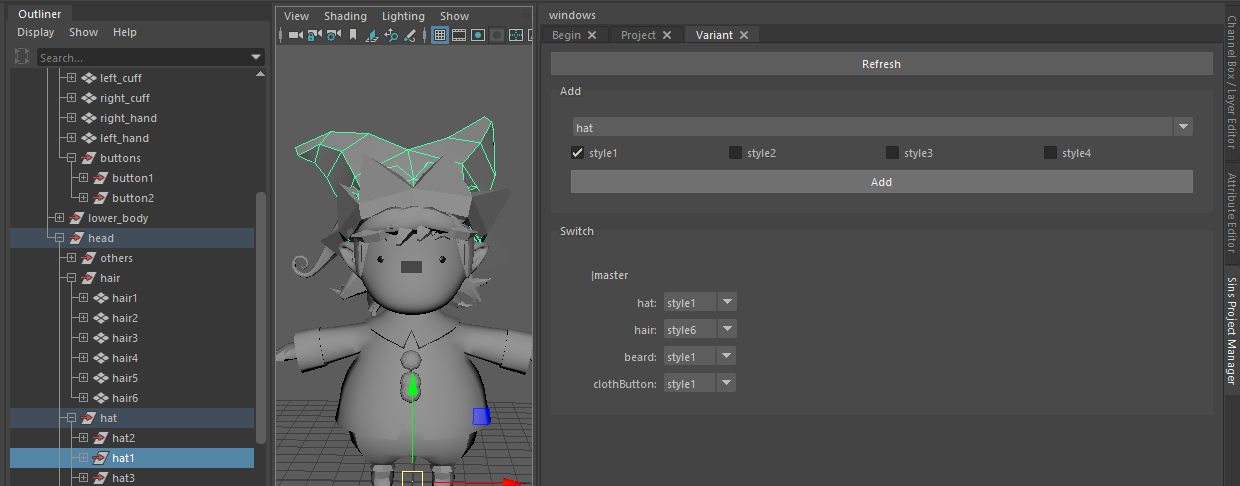 Outliner
Display Show Help
Search...
left_cuff
right_cuff
right_hand
left_hand
buttons
button1
button2
lower_body
head
others
hair
hair1
hair2
hair3
hair4
hair5
hair6
hat
hat2
hat1
hat3
View Shading Lighting Show
windows
Begin Project Variant
Refresh
Add
hat
style1 style2 style3 style4
Add
Switch
|master
hat: style1
hair: style6
beard: style1
clothButton: style1
Channel Box / Layer Editor
Attribute Editor
Sins Project Manager